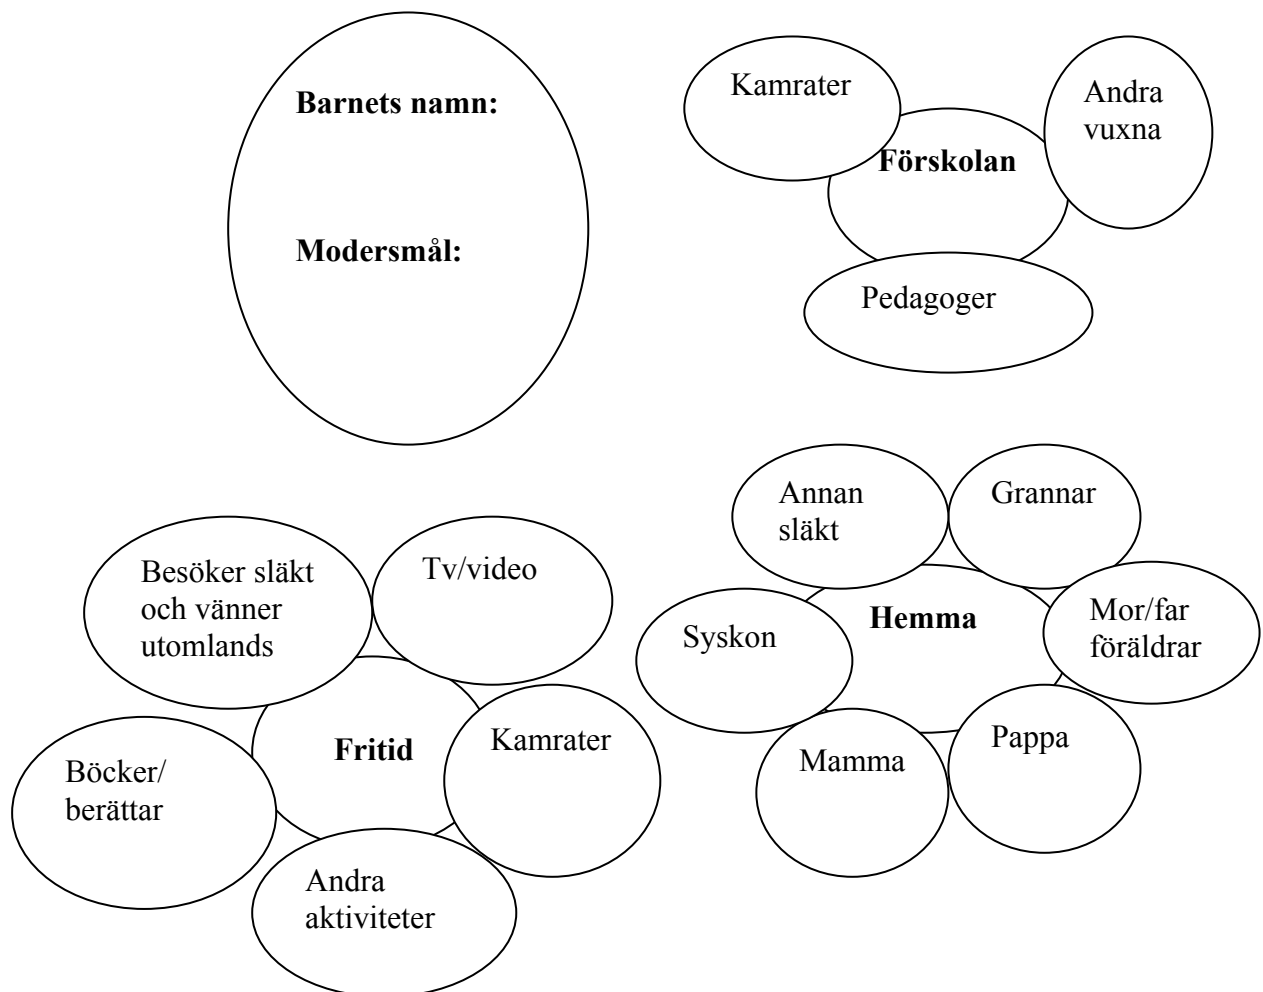 Barnets namn:
Modersmål:
Kamrater
Förskolan
Andra
vuxna
Pedagoger
Annan
släkt
Grannar
Hemma
Mor/far
föräldrar
Syskon
Mamma
Pappa
Besöker släkt
och vänner
utomlands
Tv/video
Fritid
Kamrater
Böcker/
berättar
Andra
aktiviteter